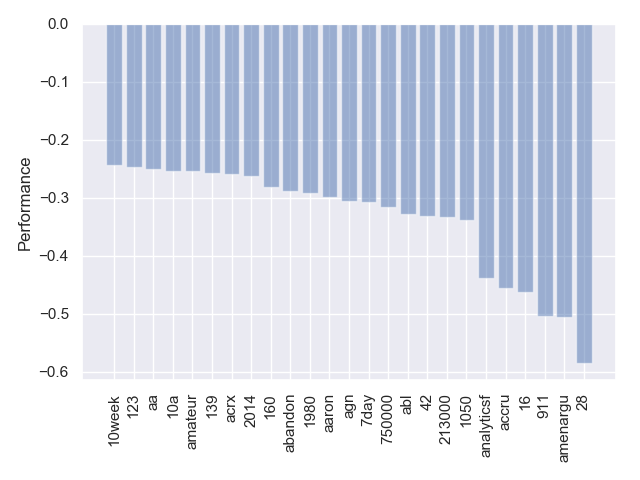 0.0
−0.1
−0.2
−0.3
−0.4
−0.5
−0.6
Performance
10week
123
aa
10a
amateur
139
acrx
2014
160
abandon
1980
aaron
agn
7day
750000
abl
42
213000
1050
analyticsf
accru
16
911
amenargu
28